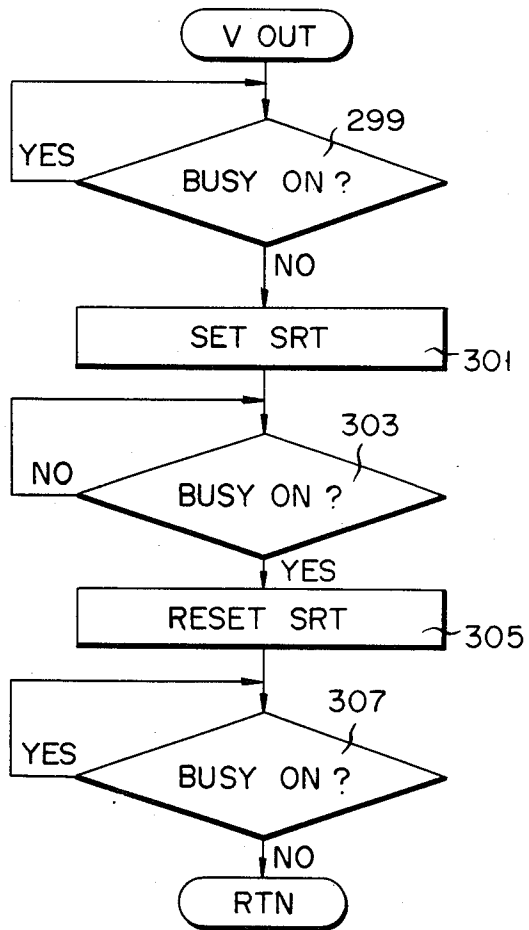 V OUT
299
YES
BUSY ON ?
NO
SET SRT
301
303
NO
BUSY ON ?
YES
RESET SRT
305
307
YES
BUSY ON ?
NO
RTN